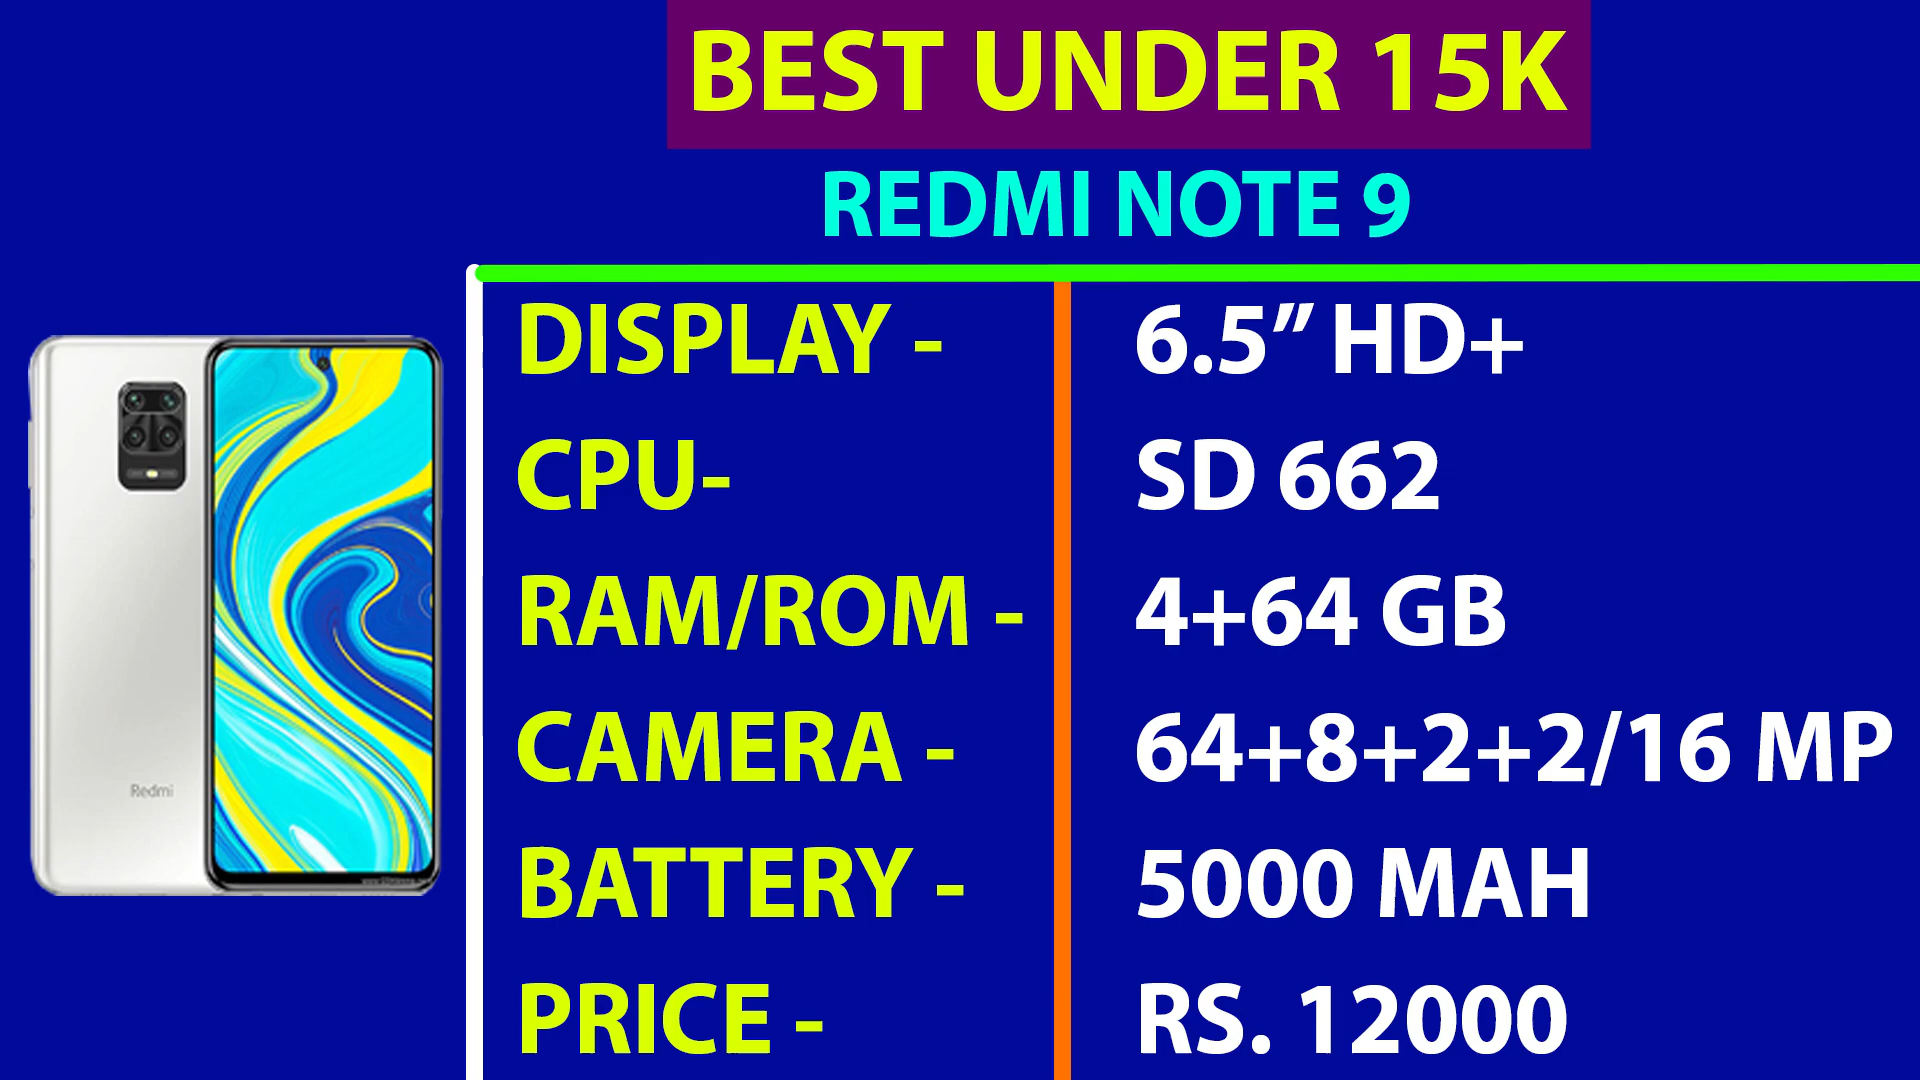 BEST UNDER 15K
REDMI NOTE 9
DISPLAY - 6.5” HD+
CPU- SD 662
RAM/ROM - 4+64 GB
CAMERA - 64+8+2+2/16 MP
BATTERY - 5000 MAH
PRICE - RS. 12000
Redmi